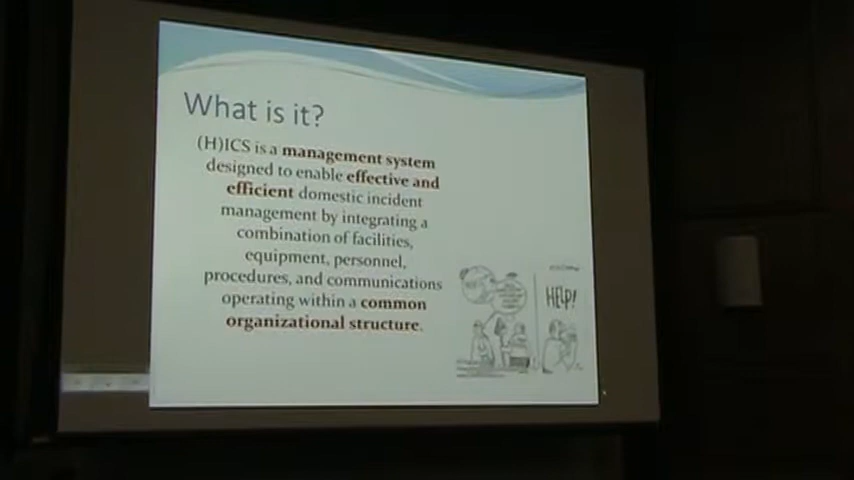 What is it?
(H)ICS is a management system
designed to enable effective and
efficient domestic incident
management by integrating a
combination of facilities,
equipment, personnel,
procedures, and communications
operating within a common
organizational structure.
HELP!